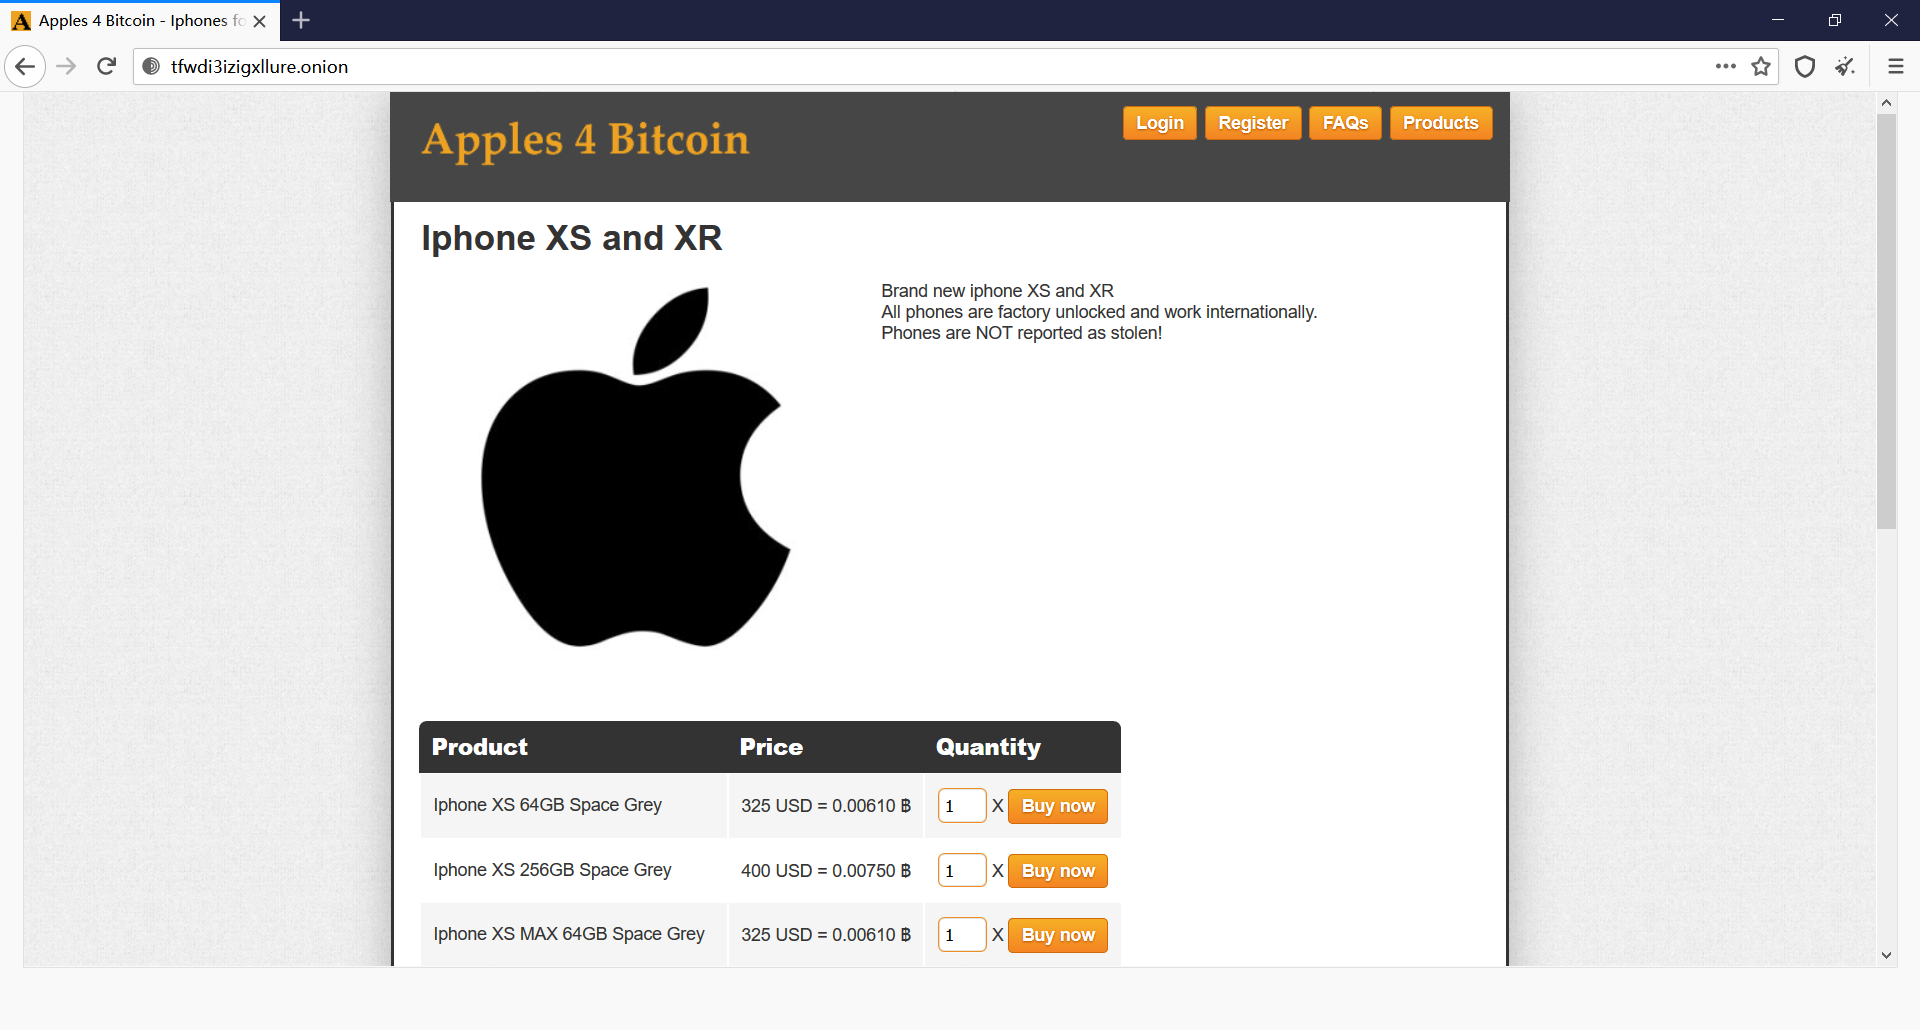 Apples 4 Bitcoin - Iphones fo
tfwdi3izigxllure.onion
Apples 4 Bitcoin
Login Register FAQs Products
Iphone XS and XR
Brand new iphone XS and XR
All phones are factory unlocked and work internationally.
Phones are NOT reported as stolen!
Product Price Quantity
Iphone XS 64GB Space Grey 325 USD = 0.00610 ฿ 1 X Buy now
Iphone XS 256GB Space Grey 400 USD = 0.00750 ฿ 1 X Buy now
Iphone XS MAX 64GB Space Grey 325 USD = 0.00610 ฿ 1 X Buy now